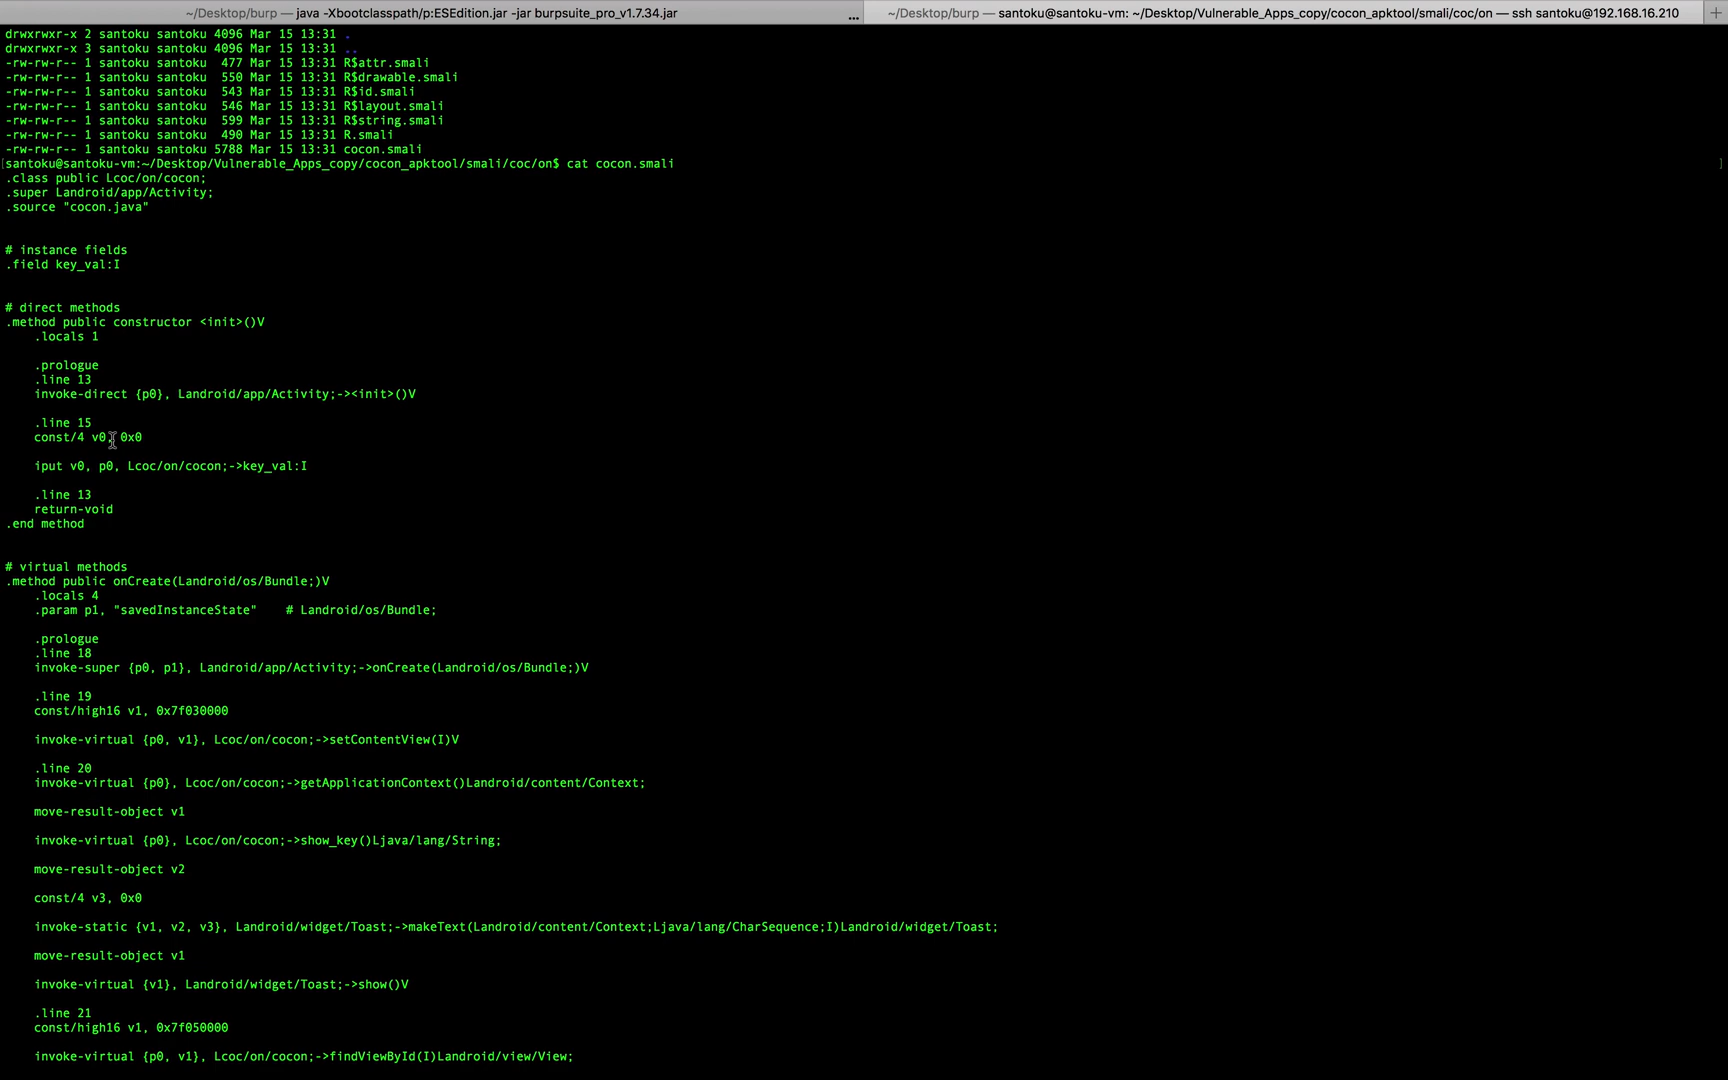 ~/Desktop/burp — java -Xbootclasspath/p:ESEdition.jar -jar burpsuite_pro_v1.7.34.jar ... ~/Desktop/burp — santoku@santoku-vm: ~/Desktop/Vulnerable_Apps_copy/cocon_apktool/smali/coc/on — ssh santoku@192.168.16.210 +
drwxrwxr-x 2 santoku santoku 4096 Mar 15 13:31 .
drwxrwxr-x 3 santoku santoku 4096 Mar 15 13:31 ..
-rw-rw-r-- 1 santoku santoku  477 Mar 15 13:31 R$attr.smali
-rw-rw-r-- 1 santoku santoku  550 Mar 15 13:31 R$drawable.smali
-rw-rw-r-- 1 santoku santoku  543 Mar 15 13:31 R$id.smali
-rw-rw-r-- 1 santoku santoku  546 Mar 15 13:31 R$layout.smali
-rw-rw-r-- 1 santoku santoku  599 Mar 15 13:31 R$string.smali
-rw-rw-r-- 1 santoku santoku  490 Mar 15 13:31 R.smali
-rw-rw-r-- 1 santoku santoku 5788 Mar 15 13:31 cocon.smali
[santoku@santoku-vm:~/Desktop/Vulnerable_Apps_copy/cocon_apktool/smali/coc/on$ cat cocon.smali ]
.class public Lcoc/on/cocon;
.super Landroid/app/Activity;
.source "cocon.java"
# instance fields
.field key_val:I
# direct methods
.method public constructor <init>()V
.locals 1
.prologue
.line 13
invoke-direct {p0}, Landroid/app/Activity;-><init>()V
.line 15
const/4 v0, 0x0
iput v0, p0, Lcoc/on/cocon;->key_val:I
.line 13
return-void
.end method
# virtual methods
.method public onCreate(Landroid/os/Bundle;)V
.locals 4
.param p1, "savedInstanceState"    # Landroid/os/Bundle;
.prologue
.line 18
invoke-super {p0, p1}, Landroid/app/Activity;->onCreate(Landroid/os/Bundle;)V
.line 19
const/high16 v1, 0x7f030000
invoke-virtual {p0, v1}, Lcoc/on/cocon;->setContentView(I)V
.line 20
invoke-virtual {p0}, Lcoc/on/cocon;->getApplicationContext()Landroid/content/Context;
move-result-object v1
invoke-virtual {p0}, Lcoc/on/cocon;->show_key()Ljava/lang/String;
move-result-object v2
const/4 v3, 0x0
invoke-static {v1, v2, v3}, Landroid/widget/Toast;->makeText(Landroid/content/Context;Ljava/lang/CharSequence;I)Landroid/widget/Toast;
move-result-object v1
invoke-virtual {v1}, Landroid/widget/Toast;->show()V
.line 21
const/high16 v1, 0x7f050000
invoke-virtual {p0, v1}, Lcoc/on/cocon;->findViewById(I)Landroid/view/View;